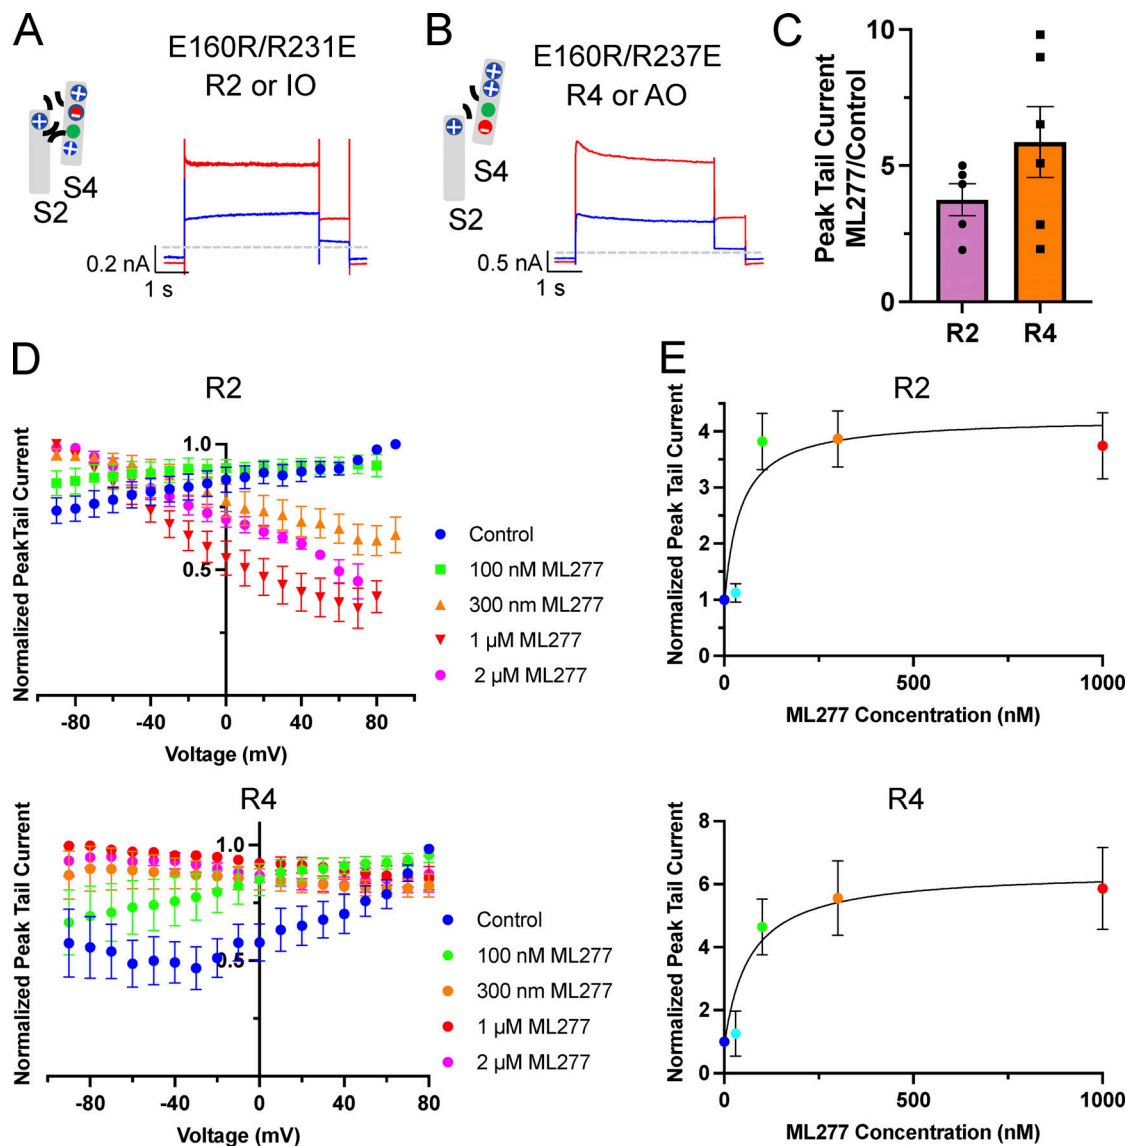 A
E160R/R231E
R2 or IO
S4
S2
0.2 nA
1 s
B
E160R/R237E
R4 or AO
S4
S2
0.5 nA
1 s
C
Peak Tail Current
ML277/Control
10
5
0
R2
R4
D
R2
Normalized PeakTail Current
1.0
0.5
-80
-40
0
40
80
Voltage (mV)
Control
100 nM ML277
300 nm ML277
1 µM ML277
2 µM ML277
R4
Normalized Peak Tail Current
1.0
0.5
-80
-40
0
40
80
Voltage (mV)
Control
100 nM ML277
300 nm ML277
1 µM ML277
2 µM ML277
E
R2
Normalized Peak Tail Current
4
3
2
1
0
0
500
1000
ML277 Concentration (nM)
R4
Normalized Peak Tail Current
8
6
4
2
0
0
500
1000
ML277 Concentration (nM)